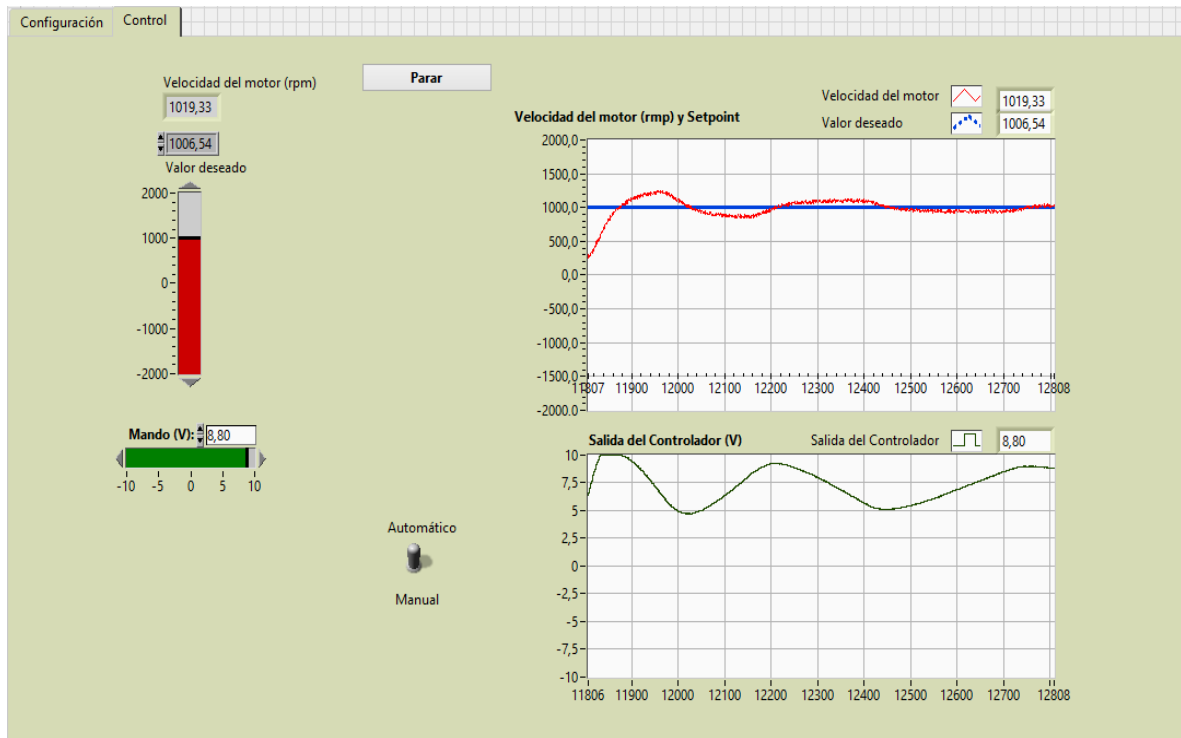 Configuración
Control
Velocidad del motor (rpm)
1019,33
1006,54
Valor deseado
2000
1000
0
-1000
-2000
Mando (V): 8,80
-10 -5 0 5 10
Parar
Automático
Manual
Velocidad del motor (rmp) y Setpoint
Velocidad del motor 1019,33
Valor deseado 1006,54
2000,0
1500,0
1000,0
500,0
0,0
-500,0
-1000,0
-1500,0
-2000,0
11807 11900 12000 12100 12200 12300 12400 12500 12600 12700 12808
Salida del Controlador (V)
Salida del Controlador 8,80
10
7,5
5
2,5
0
-2,5
-5
-7,5
-10
11806 11900 12000 12100 12200 12300 12400 12500 12600 12700 12808